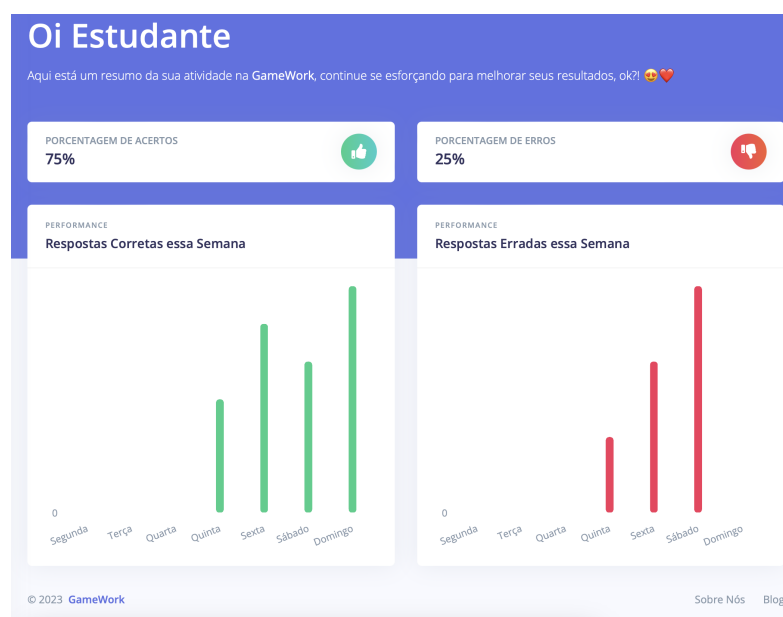 Oi Estudante
Aqui está um resumo da sua atividade na GameWork, continue se esforçando para melhorar seus resultados, ok?! 😍❤️
PORCENTAGEM DE ACERTOS
75%
PORCENTAGEM DE ERROS
25%
PERFORMANCE
Respostas Corretas essa Semana
0
Segunda
Terça
Quarta
Quinta
Sexta
Sábado
Domingo
PERFORMANCE
Respostas Erradas essa Semana
0
Segunda
Terça
Quarta
Quinta
Sexta
Sábado
Domingo
© 2023 GameWork
Sobre Nós
Blog